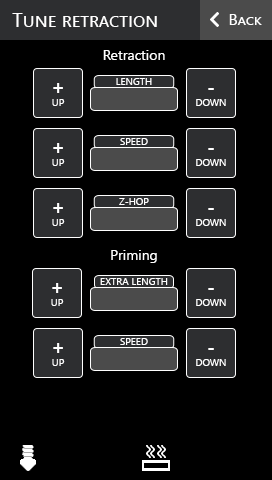 Tune retraction
Back
Retraction
+ LENGTH -
UP DOWN
+ SPEED -
UP DOWN
+ Z-HOP -
UP DOWN
Priming
+ EXTRA LENGTH -
UP DOWN
+ SPEED -
UP DOWN